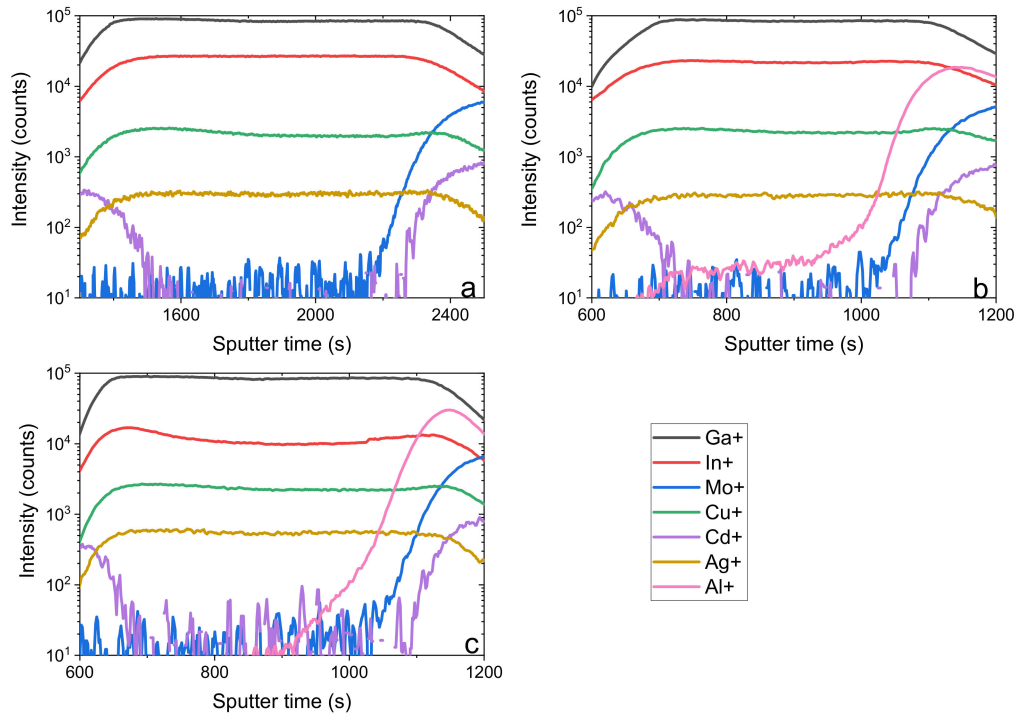 10⁵
10⁴
10³
10²
10¹
Intensity (counts)
1600
2000
2400
Sputter time (s)
a
10⁵
10⁴
10³
10²
10¹
Intensity (counts)
600
800
1000
1200
Sputter time (s)
b
10⁵
10⁴
10³
10²
10¹
Intensity (counts)
600
800
1000
1200
Sputter time (s)
c
Ga+
In+
Mo+
Cu+
Cd+
Ag+
Al+